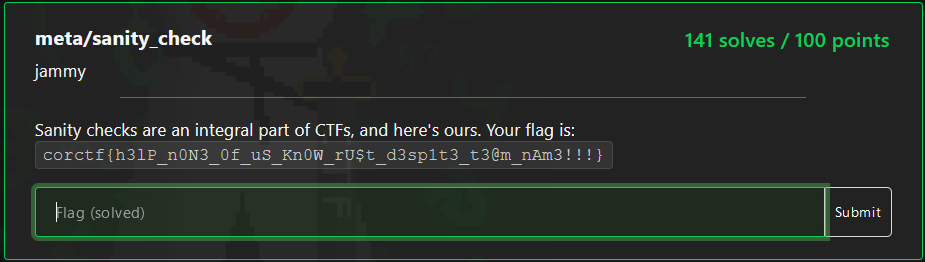 meta/sanity_check
141 solves / 100 points
jammy
Sanity checks are an integral part of CTFs, and here's ours. Your flag is:
corctf{h3lP_n0N3_0f_uS_Kn0W_rU$t_d3sp1t3_t3@m_nAm3!!!}
Flag (solved)
Submit